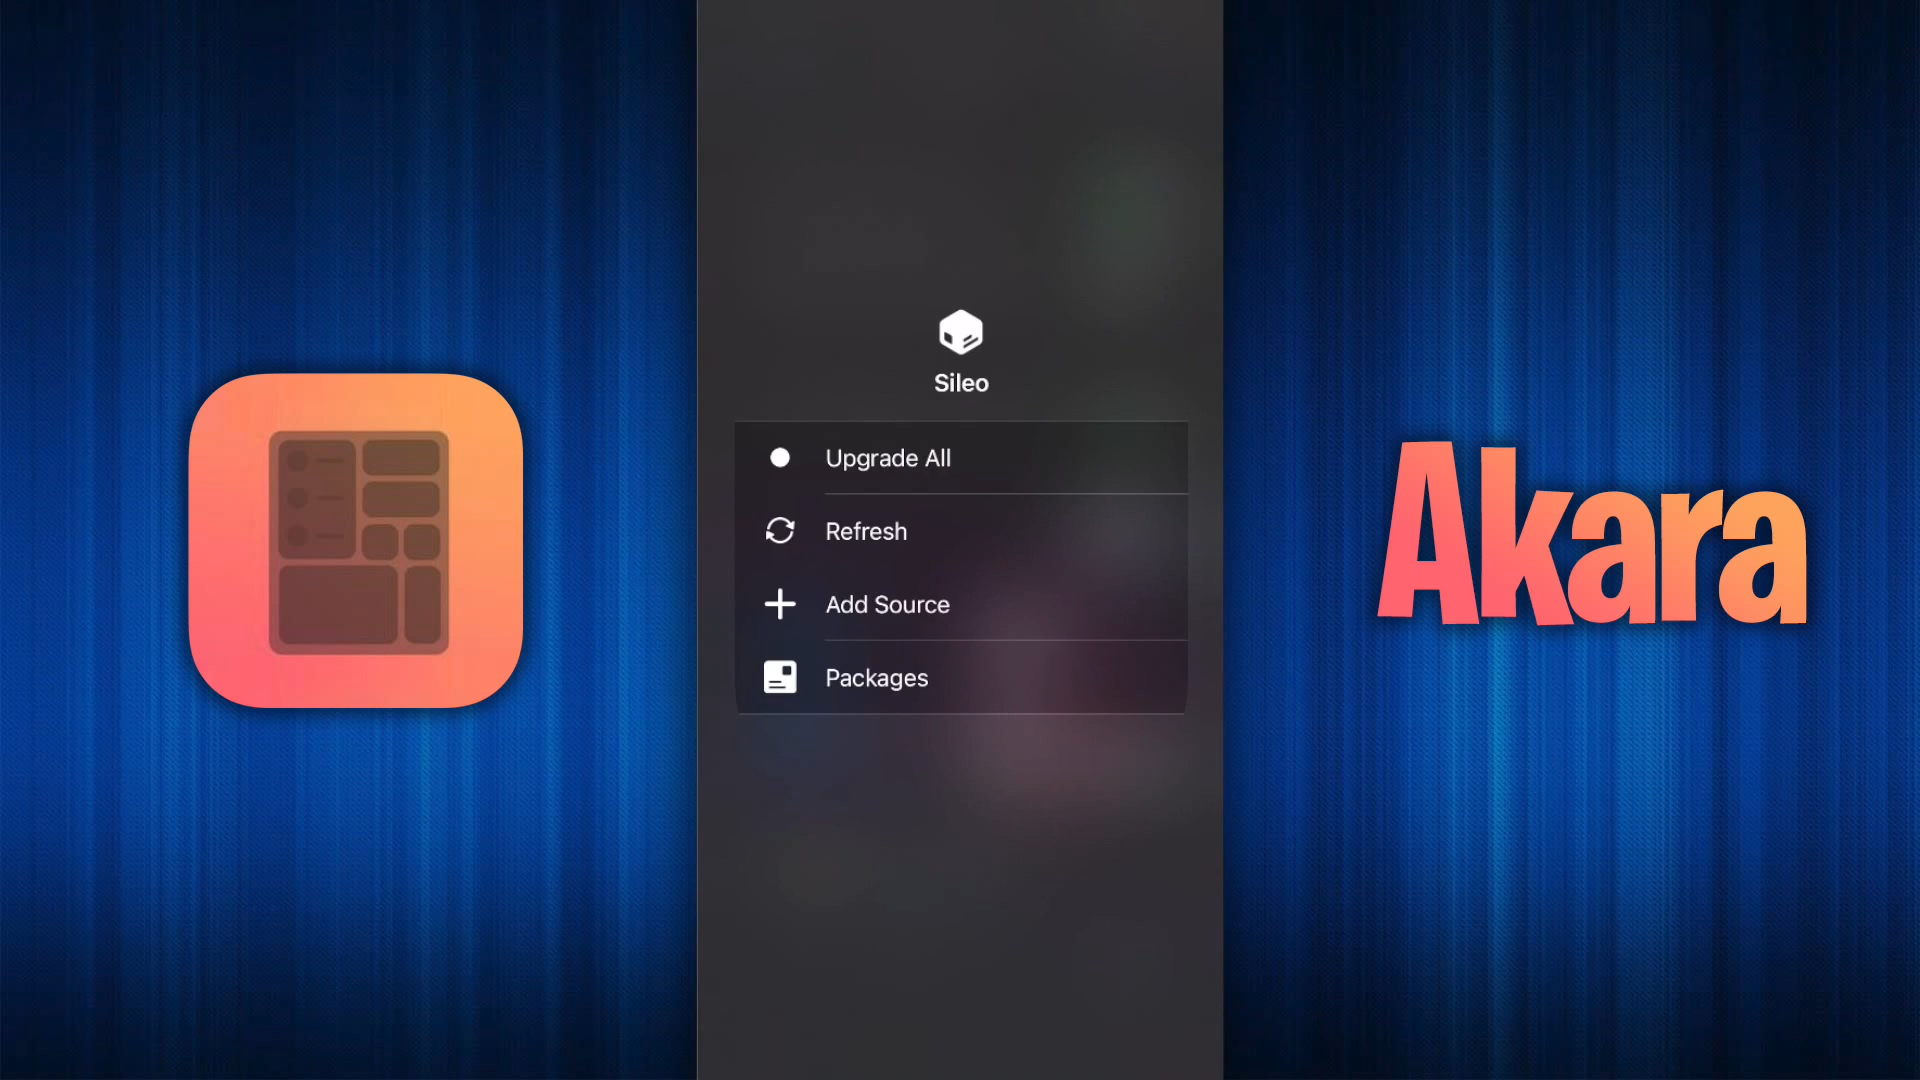 Sileo
Upgrade All
Refresh
Add Source
Packages
Akara